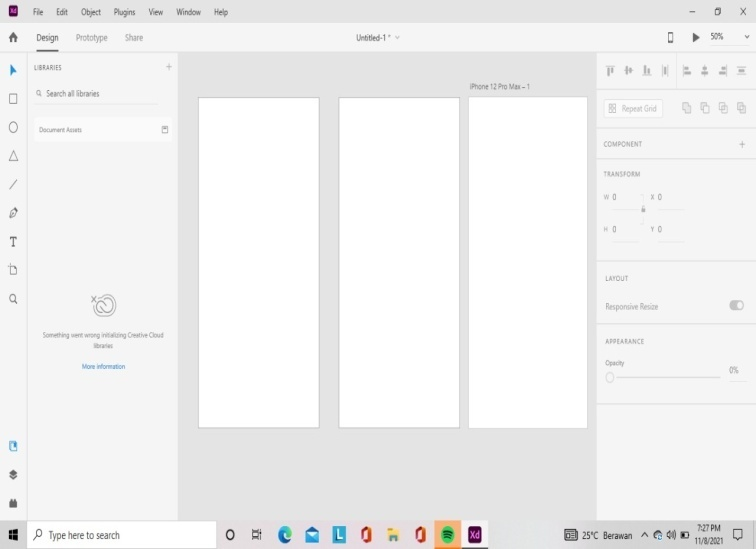 Xd File Edit Object Plugins View Window Help
Design Prototype Share Untitled-1 * 50%
LIBRARIES +
Search all libraries
Document Assets
Something went wrong initializing Creative Cloud
libraries
More information
T
iPhone 12 Pro Max – 1
Repeat Grid
COMPONENT +
TRANSFORM
W 0 X 0
H 0 Y 0
LAYOUT
Responsive Resize
APPEARANCE
Opacity
0%
Type here to search
L
Xd
25°C Berawan
7:27 PM
11/8/2021